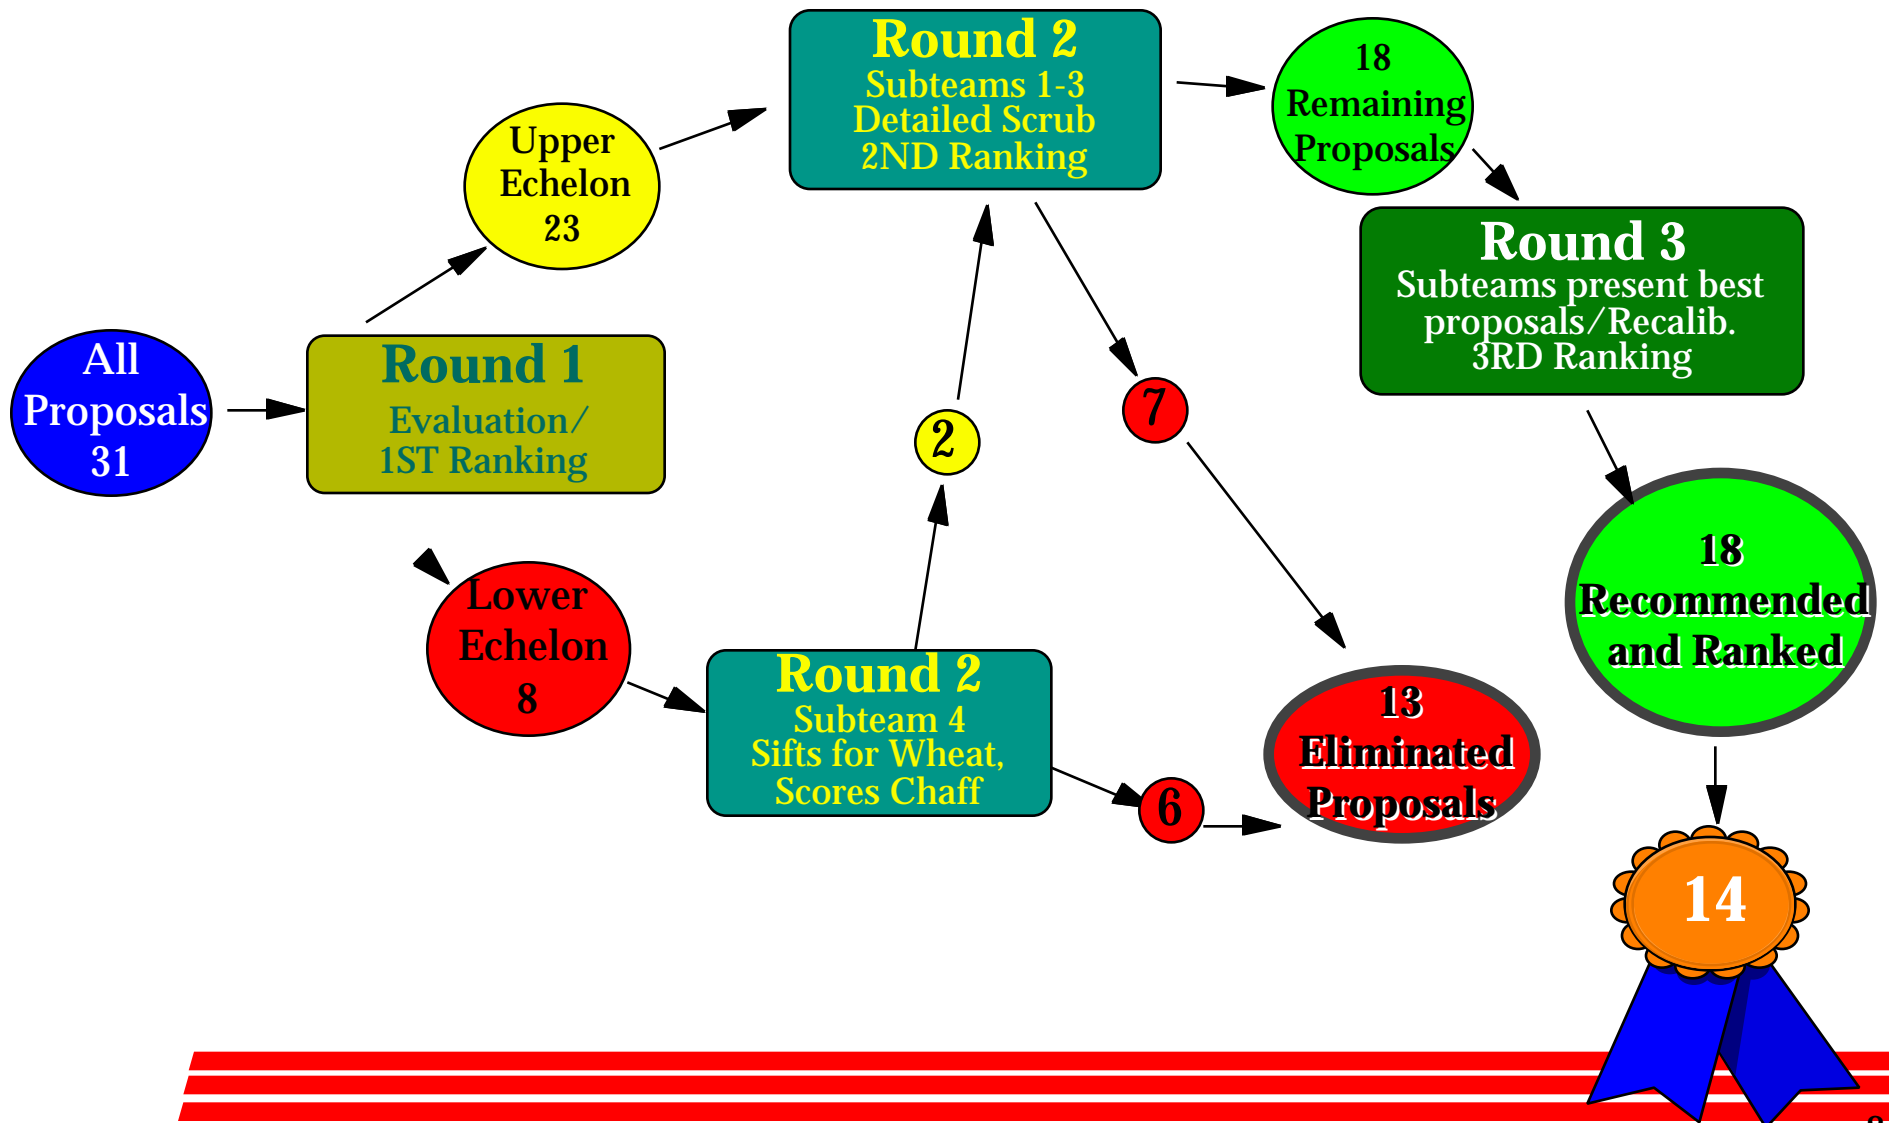 All
Proposals
31
Round 1
Evaluation/
1ST Ranking
Upper
Echelon
23
Lower
Echelon
8
Round 2
Subteams 1-3
Detailed Scrub
2ND Ranking
2
7
Round 2
Subteam 4
Sifts for Wheat,
Scores Chaff
6
18
Remaining
Proposals
Round 3
Subteams present best
proposals/Recalib.
3RD Ranking
13
Eliminated
Proposals
18
Recommended
and Ranked
14